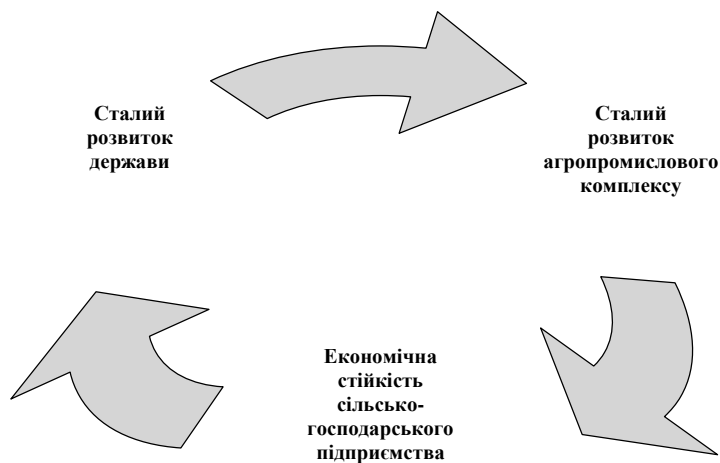 Сталий
розвиток
держави
Сталий
розвиток
агропромислового
комплексу
Економічна
стійкість
сільсько-
господарського
підприємства